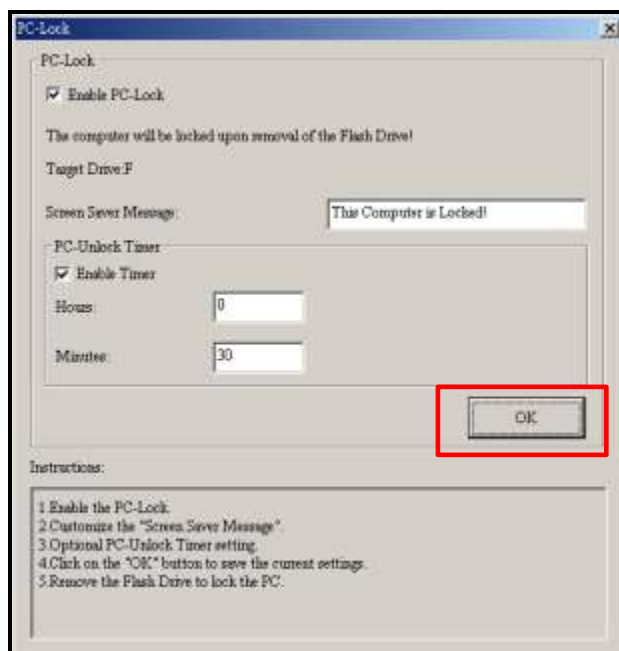 PC-Lock
PC-Lock
Enable PC-Lock
The computer will be locked upon removal of the Flash Drive!
Target Drive:F
Screen Saver Message:
This Computer is Locked!
PC-Unlock Timer
Enable Timer
Hours:
0
Minutes:
30
OK
Instructions:
1.Enable the PC-Lock.
2.Customize the "Screen Saver Message".
3.Optional PC-Unlock Timer setting.
4.Click on the "OK" button to save the current settings.
5.Remove the Flash Drive to lock the PC.